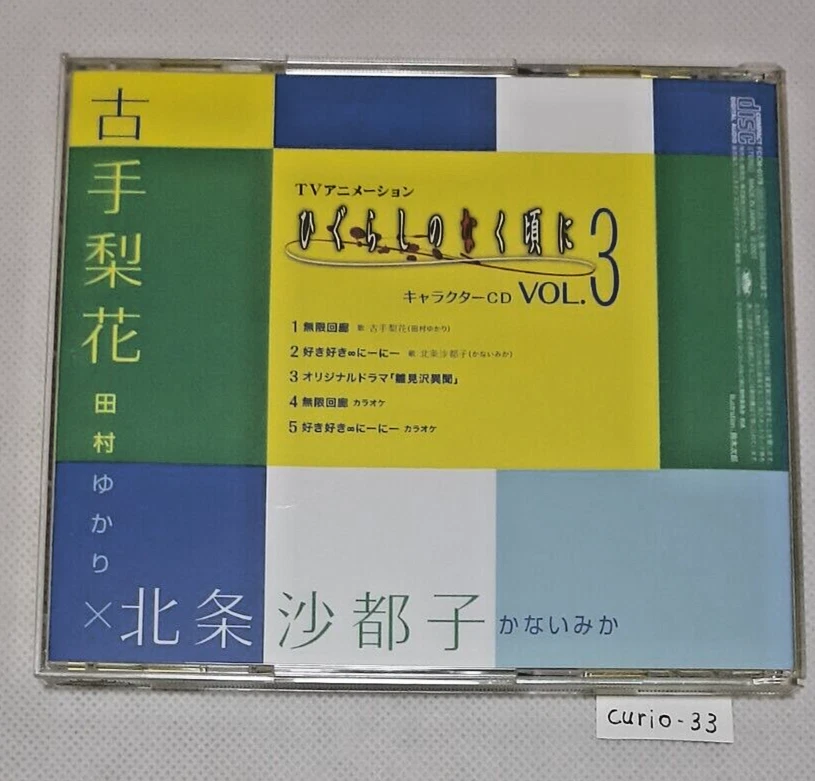 古手梨花
田村ゆかり
×北条沙都子 かないみか
TVアニメーション
ひぐらしのなく頃に
キャラクターCD VOL.3
1 無限回廊 歌 古手梨花(田村ゆかり)
2 好き好き∞にーにー 歌 北条沙都子(かないみか)
3 オリジナルドラマ「雛見沢異聞」
4 無限回廊 カラオケ
5 好き好き∞にーにー カラオケ
COMPACT disc
DIGITAL AUDIO
curio-33